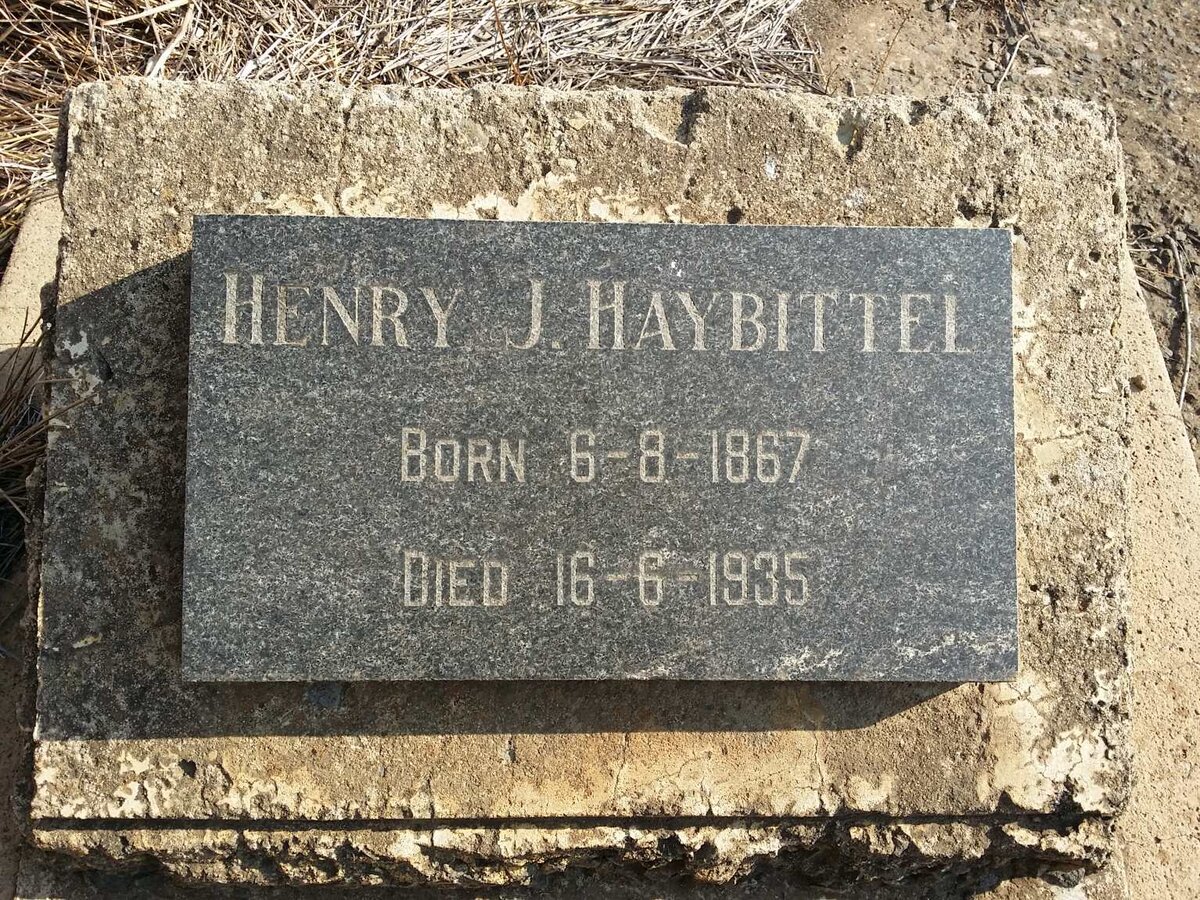 HENRY J. HAYBITTEL
BORN 6-8-1867
DIED 16-6-1935